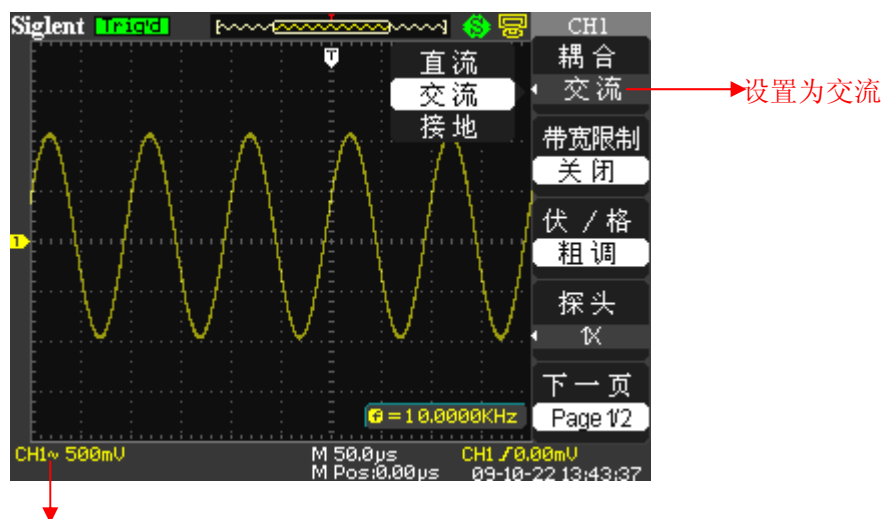 Siglent Trig'd CH1
T
直流
交流
接地
耦合
交流
设置为交流
带宽限制
关闭
伏/格
粗调
1
探头
1X
下一页
Page 1/2
f = 10.0000KHz
CH1~ 500mV M 50.0μs CH1 0.00mV
M Pos:0.00μs 09-10-22 13:43:37